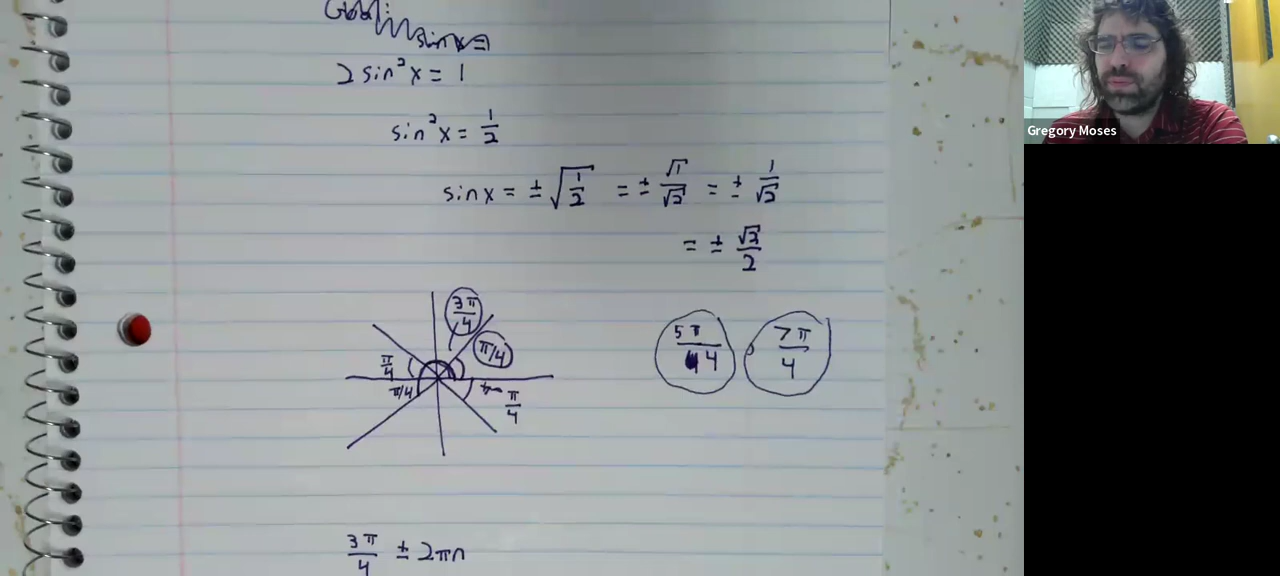 Goal:
sin x =
2 sin²x = 1
sin²x = 1/2
sin x = ± √(1/2) = ± √1/√2 = ± 1/√2
= ± √2/2
3π/4
π/4
π/4
π/4
π/4
5π/4
7π/4
3π/4 ± 2πn
Gregory Moses